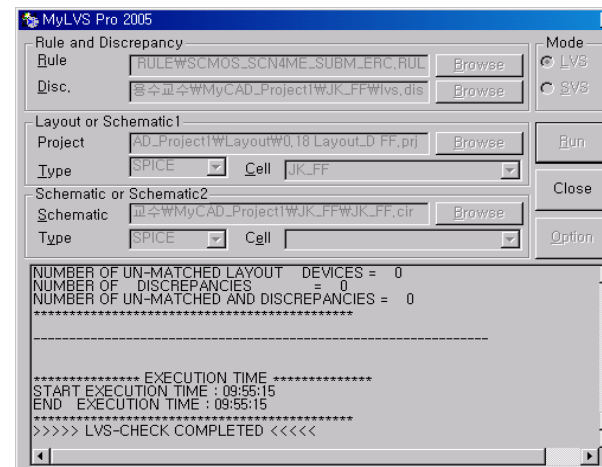 MyLVS Pro 2005
Rule and Discrepancy
Rule RULE₩SCMOS_SCN4ME_SUBM_ERC,RUL Browse
Disc, 용수교수₩MyCAD_Project1₩JK_FF₩lvs,dis Browse
Mode
LVS
SVS
Layout or Schematic1
Project AD_Project1₩Layout₩0,18 Layout_D FF,prj Browse
Type SPICE Cell JK_FF
Schematic or Schematic2
Schematic 교수₩MyCAD_Project1₩JK_FF₩JK_FF,cir Browse
Type SPICE Cell
Run
Close
Option
NUMBER OF UN-MATCHED LAYOUT DEVICES = 0
NUMBER OF DISCREPANCIES = 0
NUMBER OF UN-MATCHED AND DISCREPANCIES = 0
********************************************
----------------------------------------------------------------------
*************** EXECUTION TIME **************
START EXECUTION TIME : 09:55:15
END EXECUTION TIME : 09:55:15
********************************************
>>>>> LVS-CHECK COMPLETED <<<<<